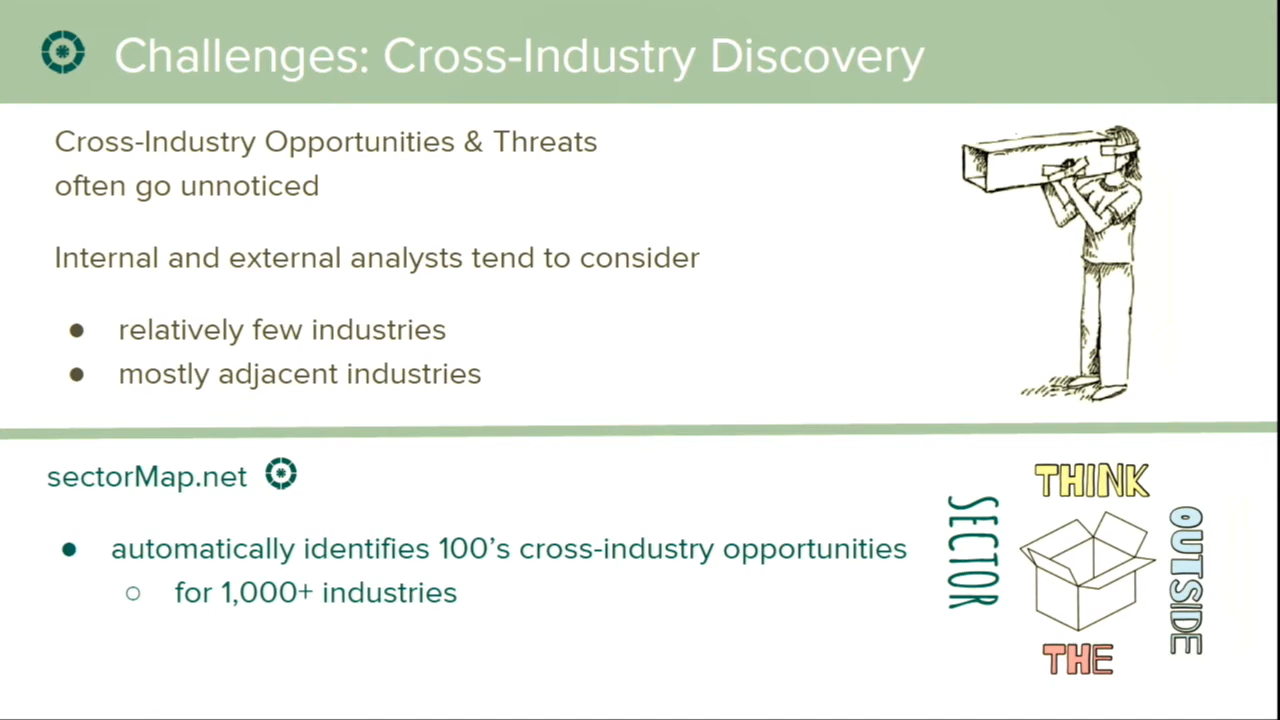 Challenges: Cross-Industry Discovery
Cross-Industry Opportunities & Threats
often go unnoticed
Internal and external analysts tend to consider
● relatively few industries
● mostly adjacent industries
sectorMap.net
● automatically identifies 100’s cross-industry opportunities
○ for 1,000+ industries
THINK
OUTSIDE
THE
SECTOR